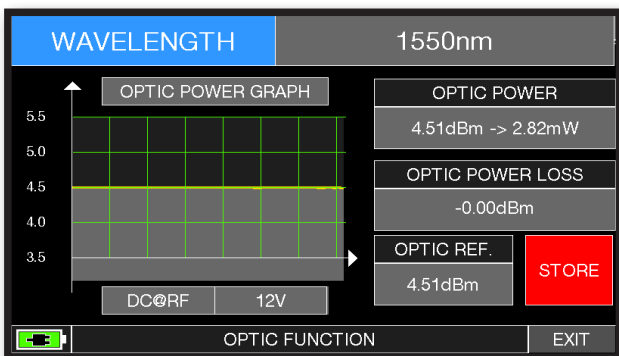 WAVELENGTH 1550nm
OPTIC POWER GRAPH
5.5
5.0
4.5
4.0
3.5
DC@RF 12V
OPTIC POWER
4.51dBm -> 2.82mW
OPTIC POWER LOSS
-0.00dBm
OPTIC REF.
4.51dBm
STORE
OPTIC FUNCTION EXIT